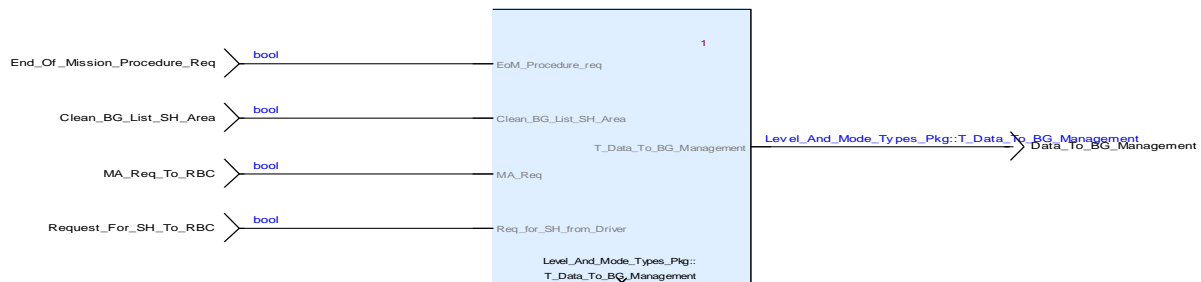 1
End_Of_Mission_Procedure_Req
bool
EoM_Procedure_req
Clean_BG_List_SH_Area
bool
Clean_BG_List_SH_Area
T_Data_To_BG_Management
Level_And_Mode_Types_Pkg::T_Data_To_BG_Management
Data_To_BG_Management
MA_Req_To_RBC
bool
MA_Req
Request_For_SH_To_RBC
bool
Req_for_SH_from_Driver
Level_And_Mode_Types_Pkg::
T_Data_To_BG_Management